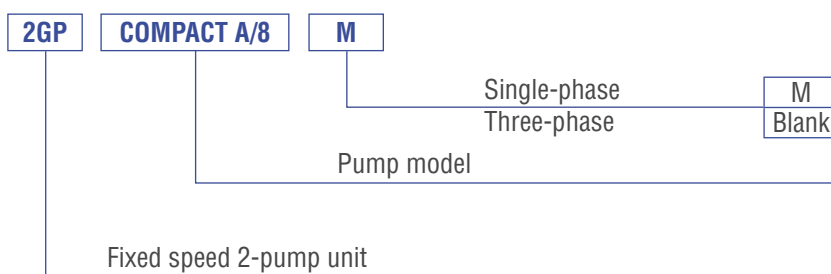 2GP COMPACT A/8 M
Single-phase M
Three-phase Blank
Pump model
Fixed speed 2-pump unit